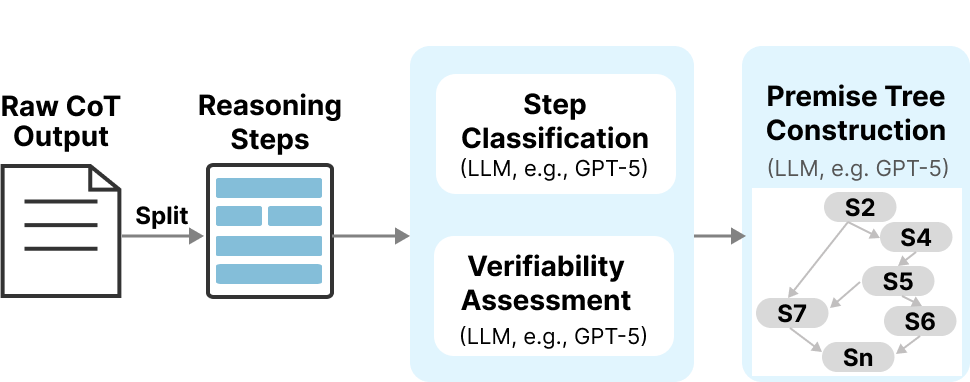 Raw CoT
Output
Split
Reasoning
Steps
Step
Classification
(LLM, e.g., GPT-5)
Verifiability
Assessment
(LLM, e.g., GPT-5)
Premise Tree
Construction
(LLM, e.g. GPT-5)
S2
S4
S5
S7
S6
Sn